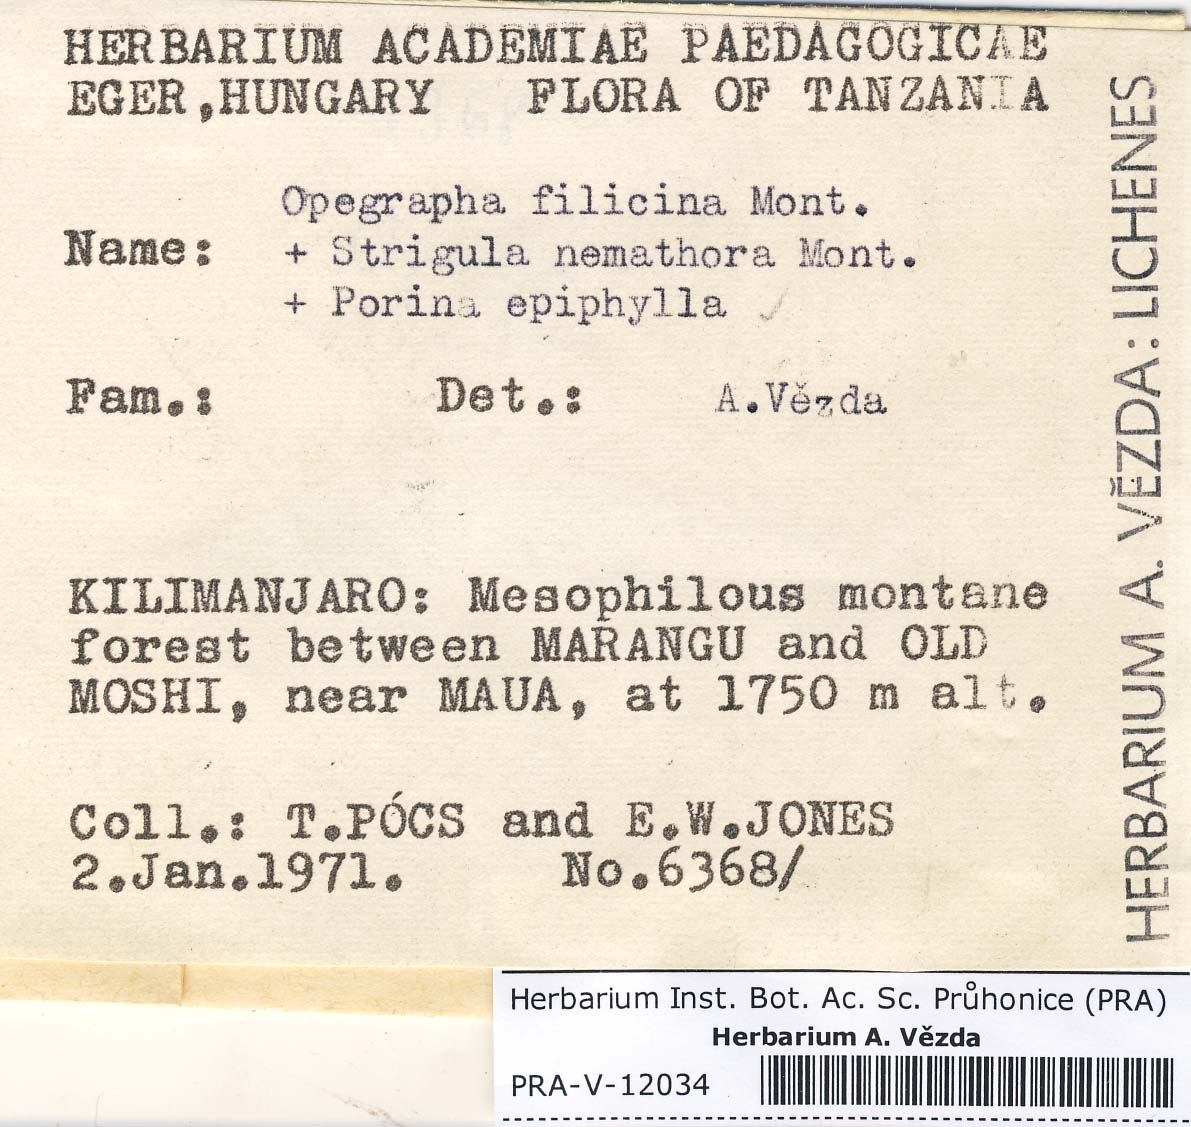 HERBARIUM ACADEMIAE PAEDAGOGICAE
EGER,HUNGARY FLORA OF TANZANIA
Opegrapha filicina Mont.
Name: + Strigula nemathora Mont.
+ Porina epiphylla
Fam.: Det.: A.Vězda
KILIMANJARO: Mesophilous montane
forest between MARANGU and OLD
MOSHI, near MAUA, at 1750 m alt.
Coll.: T.PÓCS and E.W.JONES
2.Jan.1971. No.6368/
HERBARIUM A. VĚZDA: LICHENES
Herbarium Inst. Bot. Ac. Sc. Průhonice (PRA)
Herbarium A. Vězda
PRA-V-12034